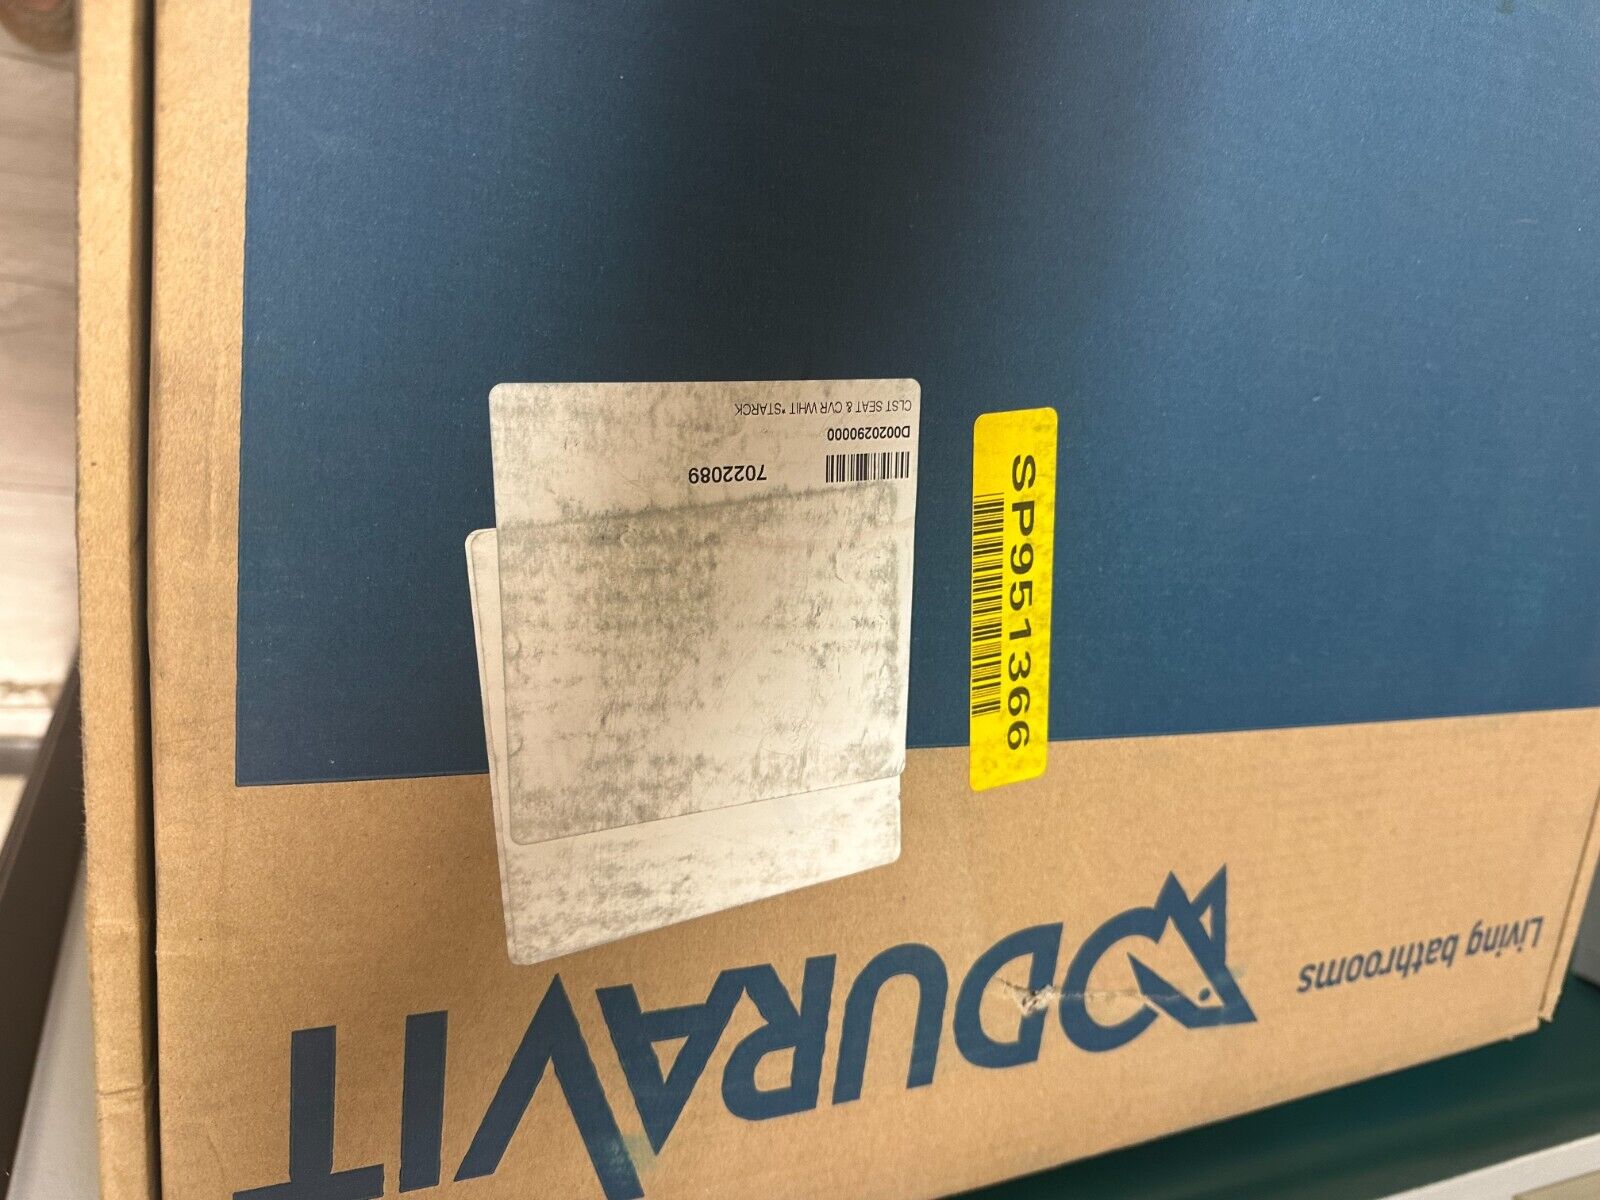 DURAVIT
Living bathrooms
SP951366
7022089
D0020290000
CLST SEAT & CVR WHIT *STARCK